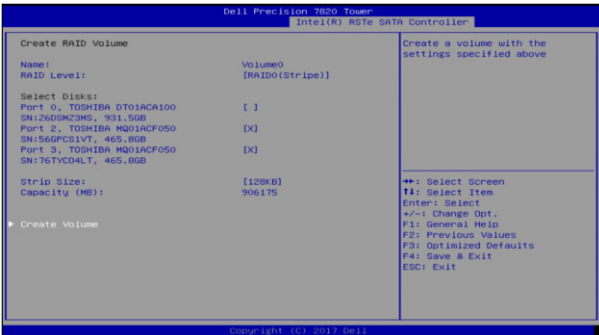 Dell Precision 7820 Tower
Intel(R) RSTe SATA Controller
Create RAID Volume
Name: Volume0
RAID Level: [RAID0(Stripe)]
Select Disks:
Port 0, TOSHIBA DT01ACA100 [ ]
SN:Z6DSMZ3MS, 931.5GB
Port 2, TOSHIBA MQ01ACF050 [X]
SN:56GPCS1VT, 465.8GB
Port 3, TOSHIBA MQ01ACF050 [X]
SN:76TYC04LT, 465.8GB
Strip Size: [128KB]
Capacity (MB): 906175
Create Volume
Create a volume with the
settings specified above
→←: Select Screen
↑↓: Select Item
Enter: Select
+/-: Change Opt.
F1: General Help
F2: Previous Values
F3: Optimized Defaults
F4: Save & Exit
ESC: Exit
Copyright (C) 2017 Dell